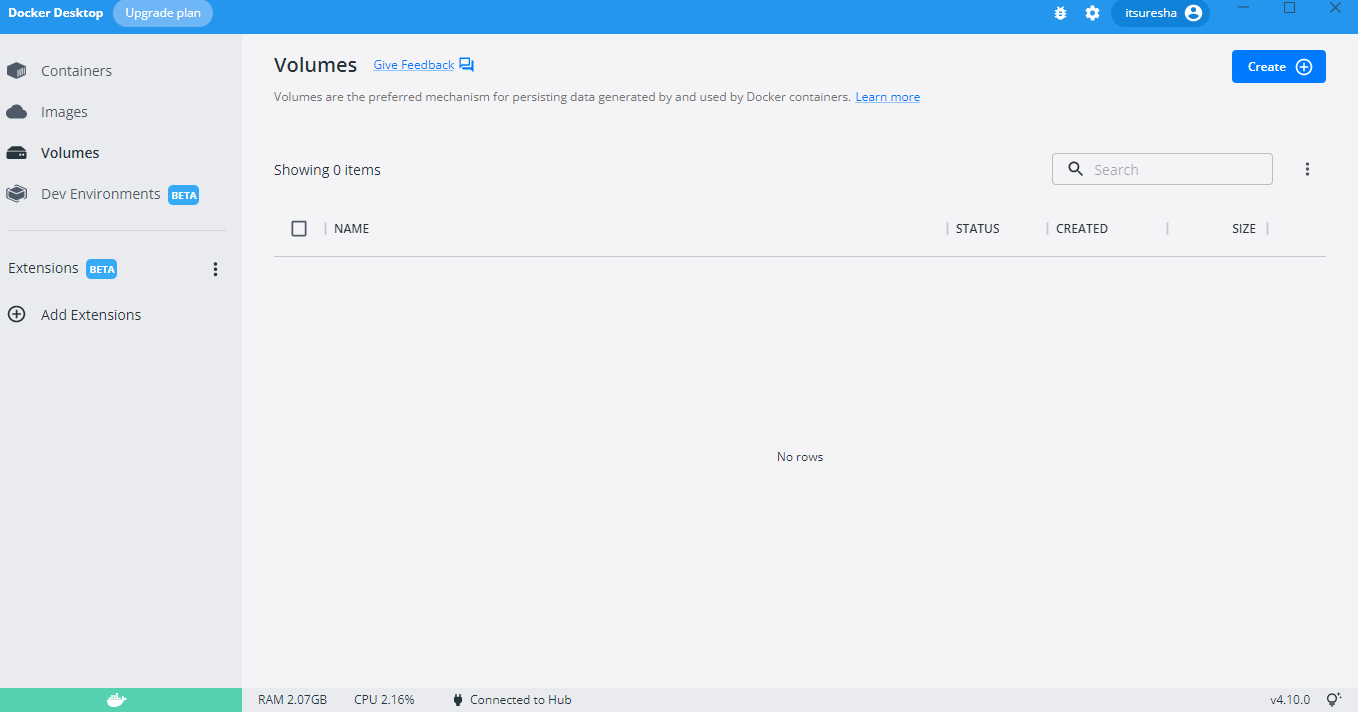 Docker Desktop Upgrade plan itsuresha
Containers
Images
Volumes
Dev Environments BETA
Extensions BETA
Add Extensions
Volumes Give Feedback Create
Volumes are the preferred mechanism for persisting data generated by and used by Docker containers. Learn more
Showing 0 items Search
NAME STATUS CREATED SIZE
No rows
RAM 2.07GB CPU 2.16% Connected to Hub v4.10.0